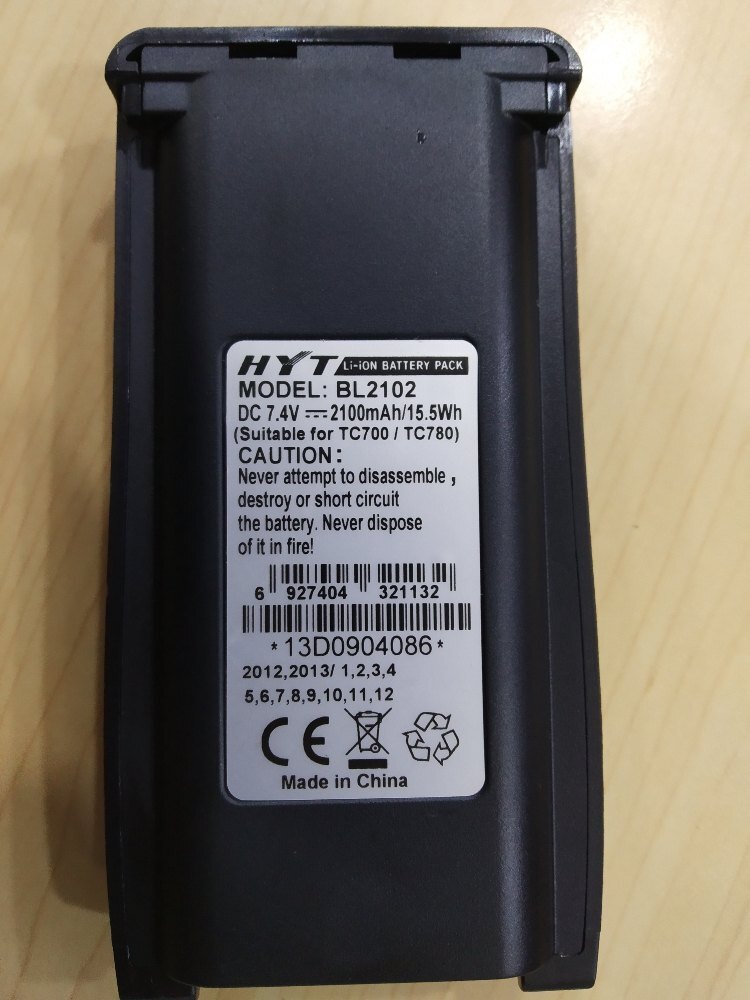 HYT Li-iON BATTERY PACK
MODEL: BL2102
DC 7.4V ⎓ 2100mAh/15.5Wh
(Suitable for TC700 / TC780)
CAUTION:
Never attempt to disassemble ,
destroy or short circuit
the battery. Never dispose
of it in fire!
6 927404 321132
*13D0904086*
2012,2013/ 1,2,3,4
5,6,7,8,9,10,11,12
CE
Made in China